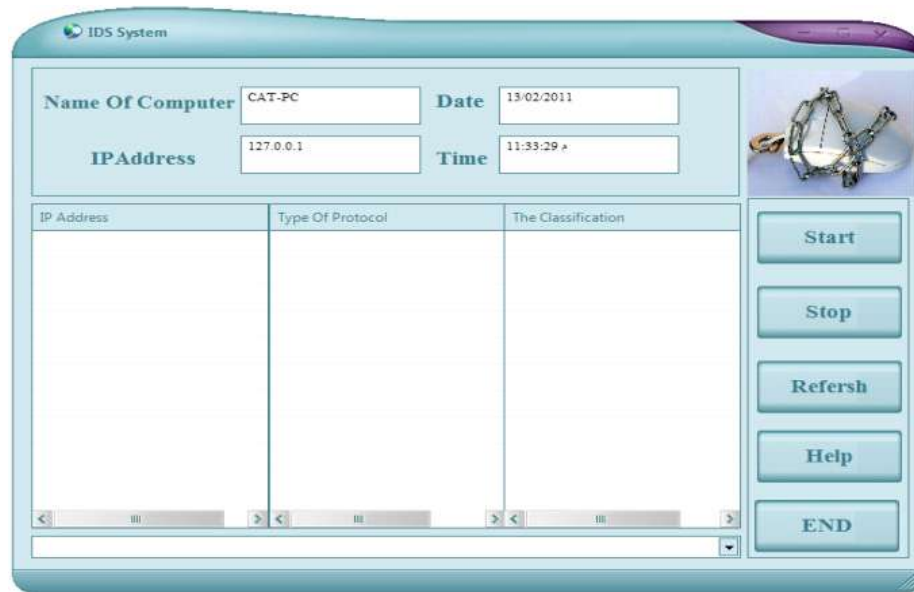 IDS System
Name Of Computer CAT-PC Date 13/02/2011
IPAddress 127.0.0.1 Time 11:33:29 م
IP Address Type Of Protocol The Classification
Start
Stop
Refersh
Help
END